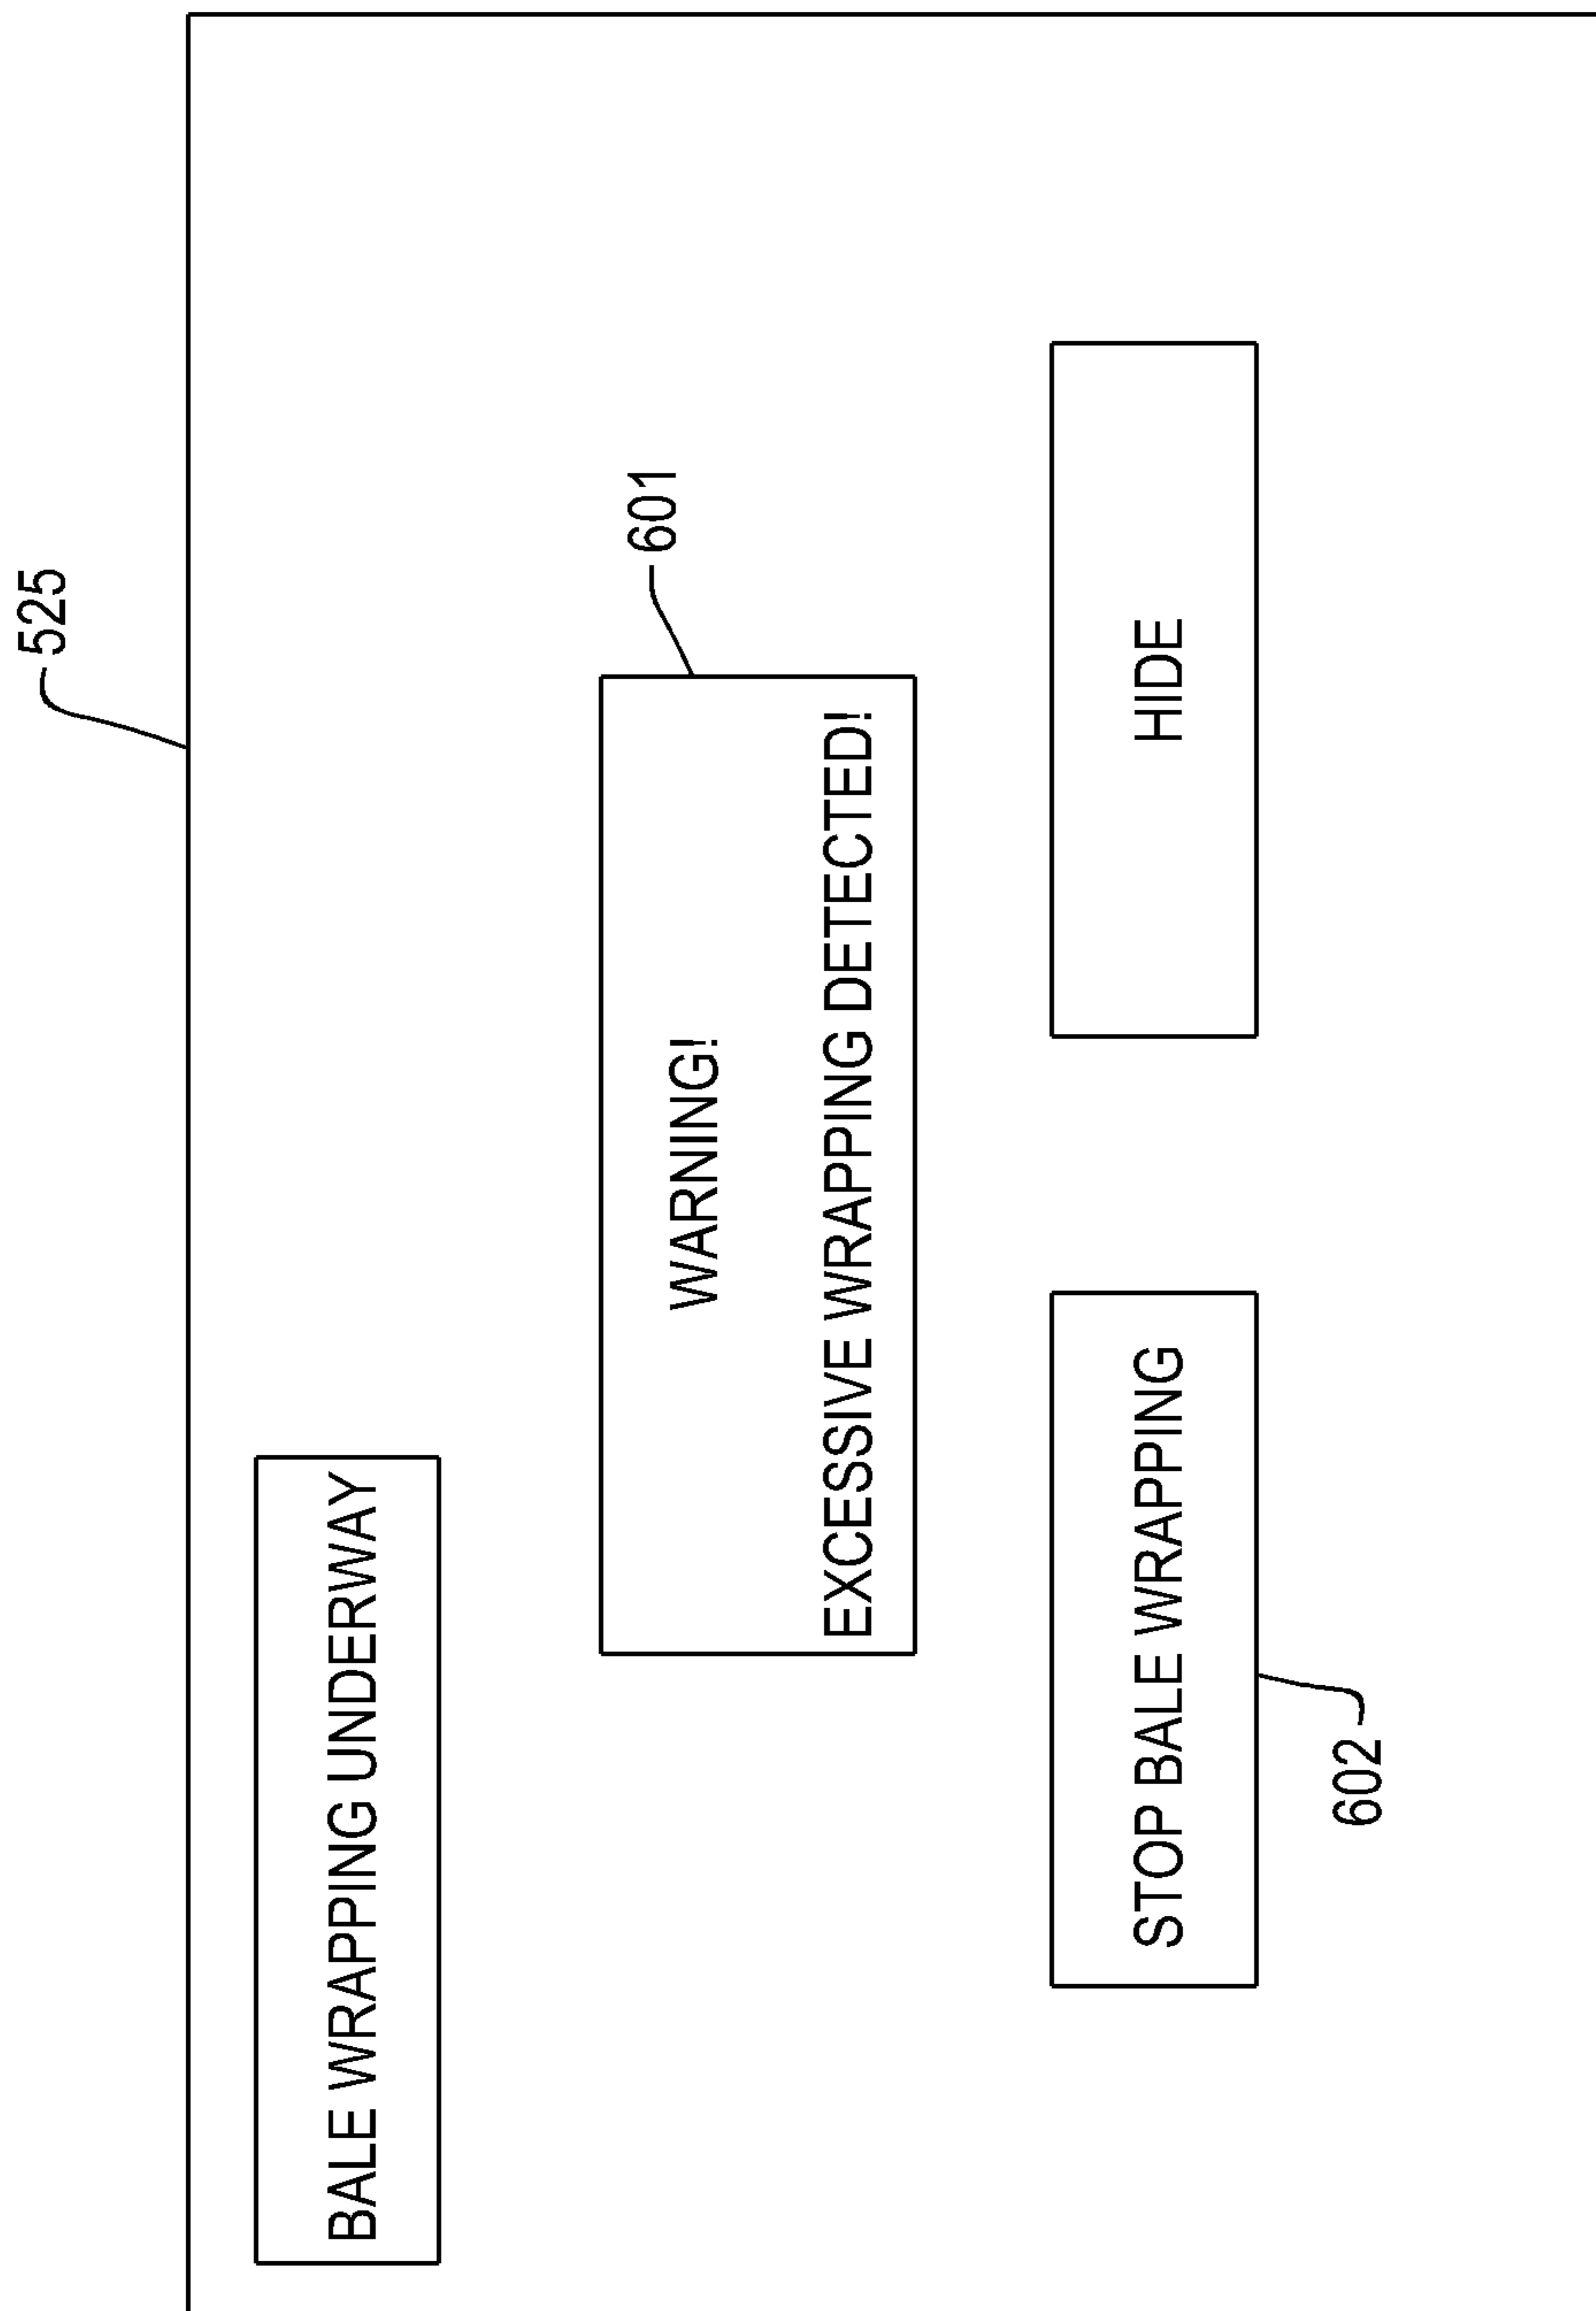 525
BALE WRAPPING UNDERWAY
601
WARNING!
EXCESSIVE WRAPPING DETECTED!
STOP BALE WRAPPING
HIDE
602